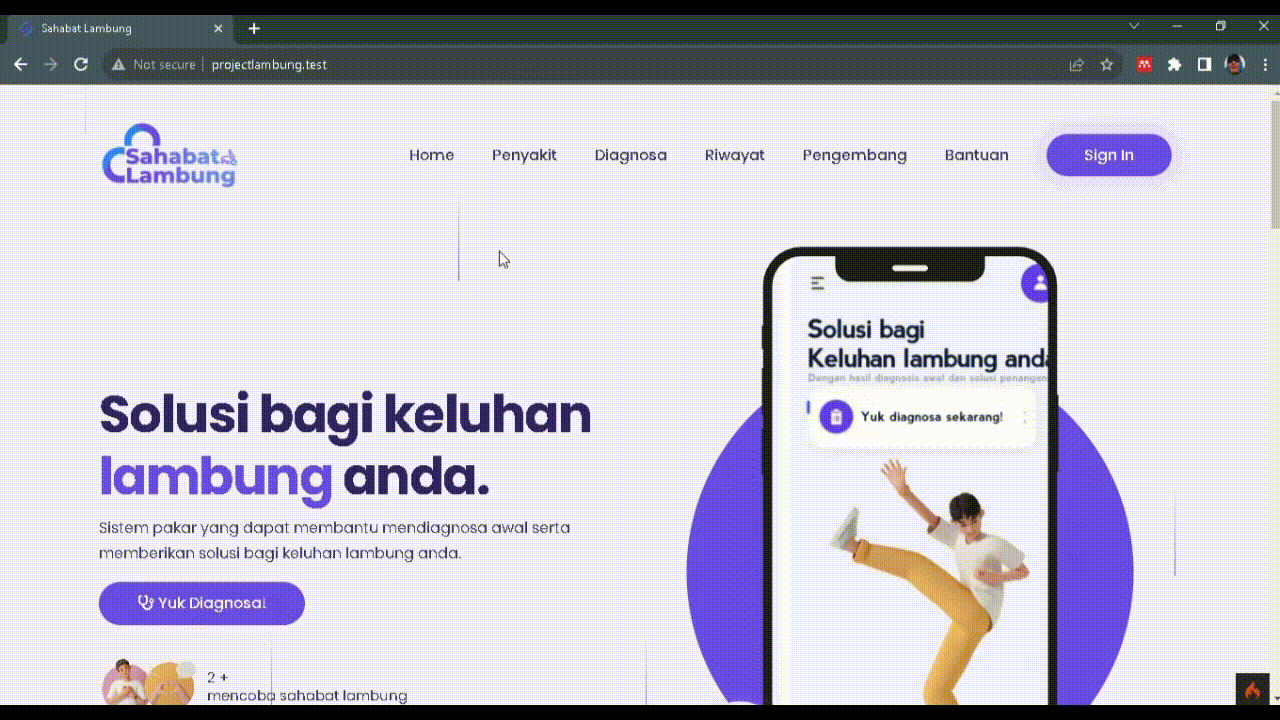 Sahabat Lambung
Not secure
projectlambung.test
Sahabat
Lambung
Home
Penyakit
Diagnosa
Riwayat
Pengembang
Bantuan
Sign In
Solusi bagi keluhan
lambung anda.
Sistem pakar yang dapat membantu mendiagnosa awal serta
memberikan solusi bagi keluhan lambung anda.
Yuk Diagnosa!
2 +
mencoba sahabat lambung
Solusi bagi
Keluhan lambung anda
Dengan hasil diagnosis awal dan solusi penangan
Yuk diagnosa sekarang!